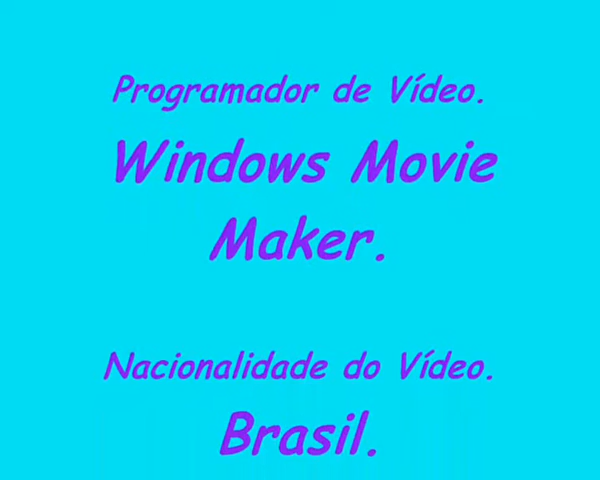 Programador de Vídeo.
Windows Movie
Maker.
Nacionalidade do Vídeo.
Brasil.